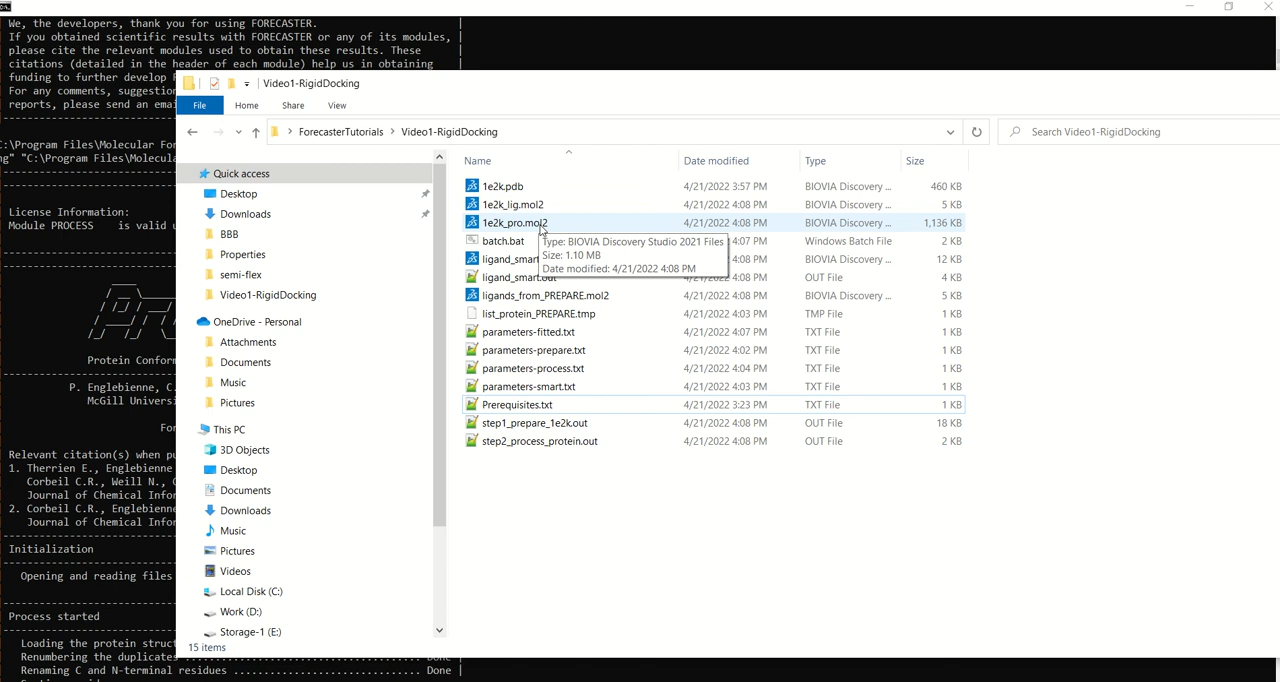 We, the developers, thank you for using FORECASTER.
If you obtained scientific results with FORECASTER or any of its modules,
please cite the relevant modules used to obtain these results. These
citations (detailed in the header of each module) help us in obtaining
funding to further develop
For any comments, suggestion
reports, please send an emai
:\Program Files\Molecular For
ng" "C:\Program Files\Molecula
License Information:
Module PROCESS is valid u
Protein Conform
P. Englebienne, C.
McGill Universi
For
Relevant citation(s) when pu
1. Therrien E., Englebienne
Corbeil C.R., Weill N., C
Journal of Chemical Infor
2. Corbeil C.R., Englebienne
Journal of Chemical Infor
Initialization
Opening and reading files
Process started
Loading the protein struct
Renumbering the duplicates ........ Done
Renaming C and N-terminal residues ............................... Done
Video1-RigidDocking
File Home Share View
ForecasterTutorials > Video1-RigidDocking
Search Video1-RigidDocking
Quick access
Desktop
Downloads
BBB
Properties
semi-flex
Video1-RigidDocking
OneDrive - Personal
Attachments
Documents
Music
Pictures
This PC
3D Objects
Desktop
Documents
Downloads
Music
Pictures
Videos
Local Disk (C:)
Work (D:)
Storage-1 (E:)
15 items
Name Date modified Type Size
1e2k.pdb 4/21/2022 3:57 PM BIOVIA Discovery ... 460 KB
1e2k_lig.mol2 4/21/2022 4:08 PM BIOVIA Discovery ... 5 KB
1e2k_pro.mol2 4/21/2022 4:08 PM BIOVIA Discovery ... 1,136 KB
batch.bat 4:07 PM Windows Batch File 2 KB
ligand_smart 4:08 PM BIOVIA Discovery ... 12 KB
ligand_smart.out 4/21/2022 4:08 PM OUT File 4 KB
ligands_from_PREPARE.mol2 4/21/2022 4:08 PM BIOVIA Discovery ... 5 KB
list_protein_PREPARE.tmp 4/21/2022 4:03 PM TMP File 1 KB
parameters-fitted.txt 4/21/2022 4:07 PM TXT File 1 KB
parameters-prepare.txt 4/21/2022 4:02 PM TXT File 1 KB
parameters-process.txt 4/21/2022 4:04 PM TXT File 1 KB
parameters-smart.txt 4/21/2022 4:03 PM TXT File 1 KB
Prerequisites.txt 4/21/2022 3:23 PM TXT File 1 KB
step1_prepare_1e2k.out 4/21/2022 4:08 PM OUT File 18 KB
step2_process_protein.out 4/21/2022 4:08 PM OUT File 2 KB
Type: BIOVIA Discovery Studio 2021 Files
Size: 1.10 MB
Date modified: 4/21/2022 4:08 PM